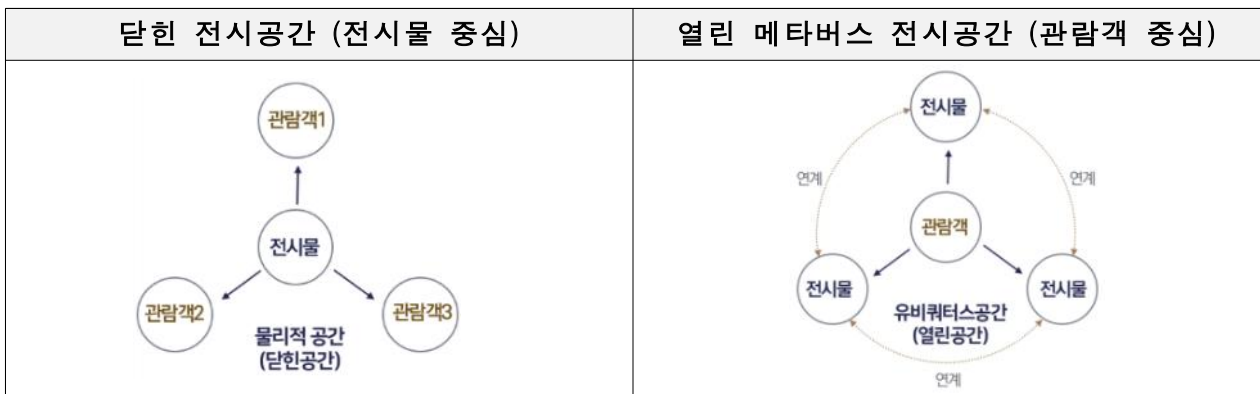 닫힌 전시공간 (전시물 중심)
관람객1
전시물
관람객2
관람객3
물리적 공간
(닫힌공간)
열린 메타버스 전시공간 (관람객 중심)
전시물
연계
연계
관람객
전시물
전시물
유비쿼터스공간
(열린공간)
연계